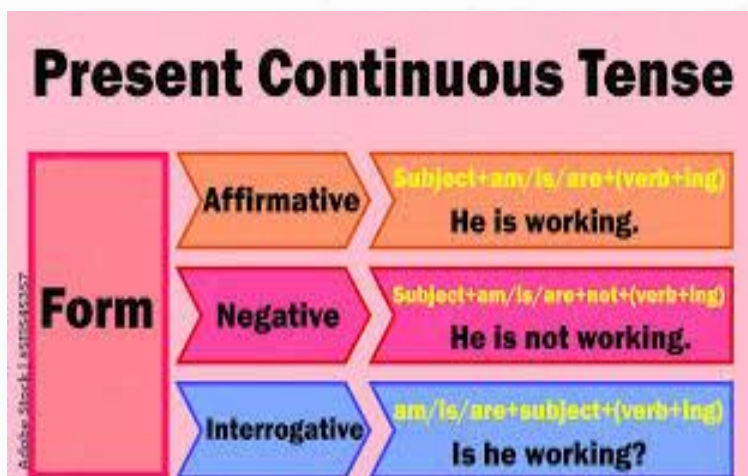 Present Continuous Tense
Form
Affirmative
Subject+am/is/are+(verb+ing)
He is working.
Negative
Subject+am/is/are+not+(verb+ing)
He is not working.
Interrogative
am/is/are+subject+(verb+ing)
Is he working?
Adobe Stock